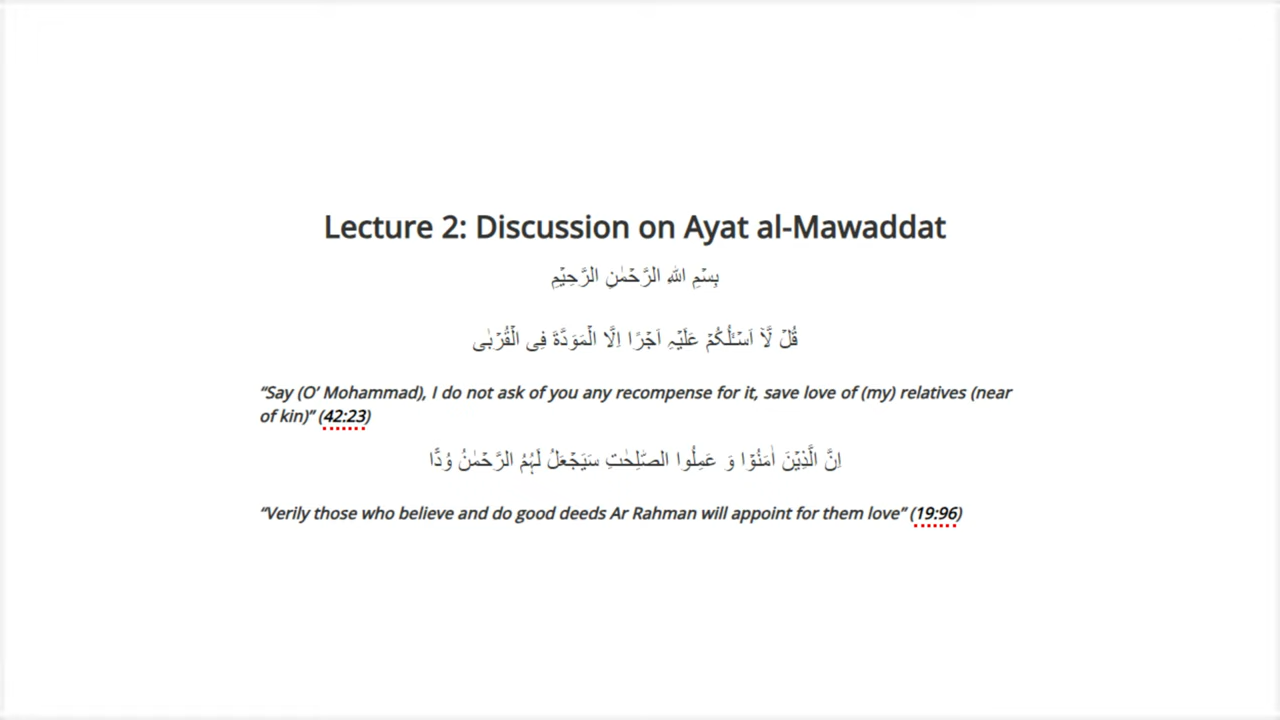 Lecture 2: Discussion on Ayat al-Mawaddat
بِسْمِ اللهِ الرَّحْمٰنِ الرَّحِيْمِ
قُلْ لَّاۤ اَسْـَٔلُكُمْ عَلَيْہِ اَجْرًا اِلَّا الْمَوَدَّۃَ فِی الْقُرْبٰی
“Say (O’ Mohammad), I do not ask of you any recompense for it, save love of (my) relatives (near
of kin)” (42:23)
اِنَّ الَّذِيْنَ اٰمَنُوْا وَ عَمِلُوا الصّٰلِحٰتِ سَيَجْعَلُ لَہُمُ الرَّحْمٰنُ وُدًّا
“Verily those who believe and do good deeds Ar Rahman will appoint for them love” (19:96)